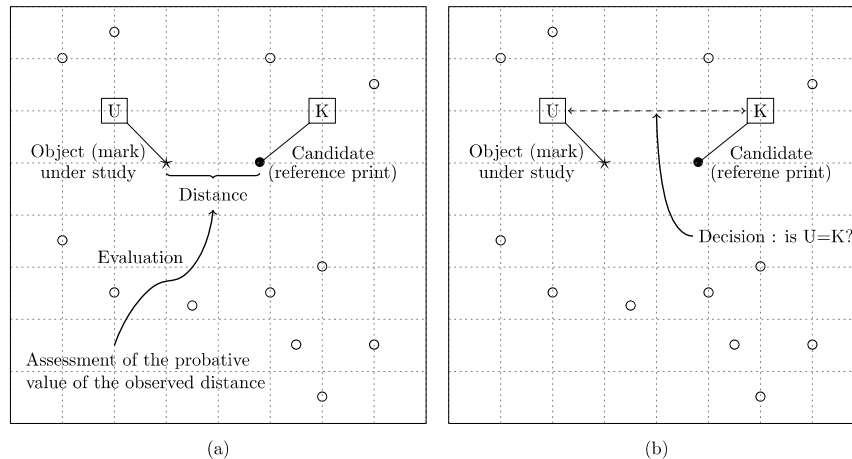 U
K
Object (mark)
under study
Candidate
(reference print)
Distance
Evaluation
Assessment of the probative
value of the observed distance
(a)
U
K
Object (mark)
under study
Candidate
(referene print)
Decision : is U=K?
(b)